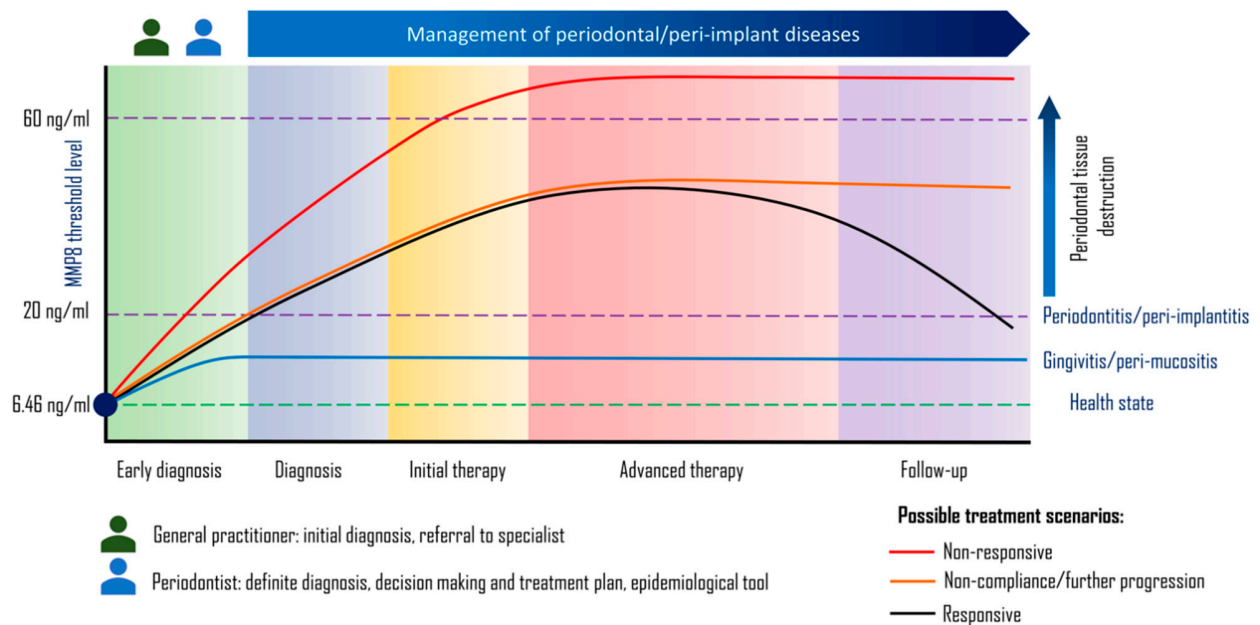 Management of periodontal/peri-implant diseases
60 ng/ml
MMP8 threshold level
20 ng/ml
6.46 ng/ml
Periodontal tissue
destruction
Periodontitis/peri-implantitis
Gingivitis/peri-mucositis
Health state
Early diagnosis
Diagnosis
Initial therapy
Advanced therapy
Follow-up
General practitioner: initial diagnosis, referral to specialist
Periodontist: definite diagnosis, decision making and treatment plan, epidemiological tool
Possible treatment scenarios:
Non-responsive
Non-compliance/further progression
Responsive